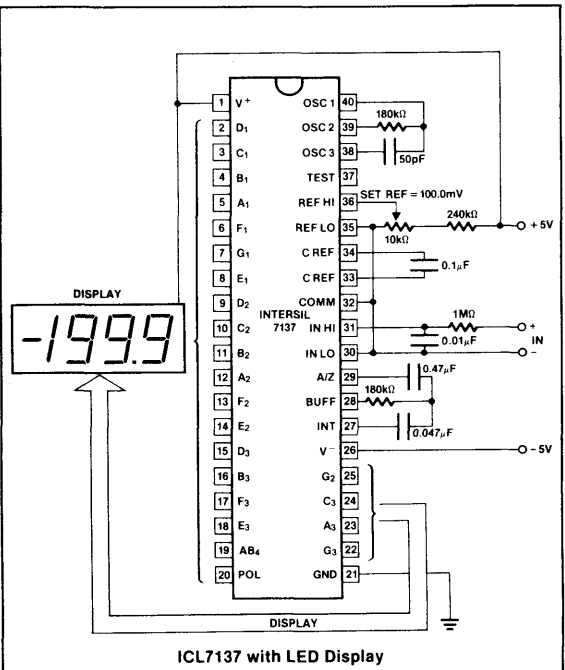 1 V+ OSC 1 40
180kΩ
2 D1 OSC 2 39
3 C1 OSC 3 38
50pF
4 B1 TEST 37
5 A1 REF HI 36 SET REF = 100.0mV
240kΩ
6 F1 REF LO 35 + 5V
10kΩ
7 G1 C REF 34
0.1μF
8 E1 C REF 33
DISPLAY
9 D2 COMM 32
INTERSIL
7137
1MΩ
10 C2 IN HI 31 +
IN
-199.9
0.01μF
11 B2 IN LO 30 −
0.47μF
12 A2 A/Z 29
180kΩ
13 F2 BUFF 28
14 E2 INT 27
0.047μF
15 D3 V− 26 − 5V
16 B3 G2 25
17 F3 C3 24
18 E3 A3 23
19 AB4 G3 22
20 POL GND 21
DISPLAY
ICL7137 with LED Display